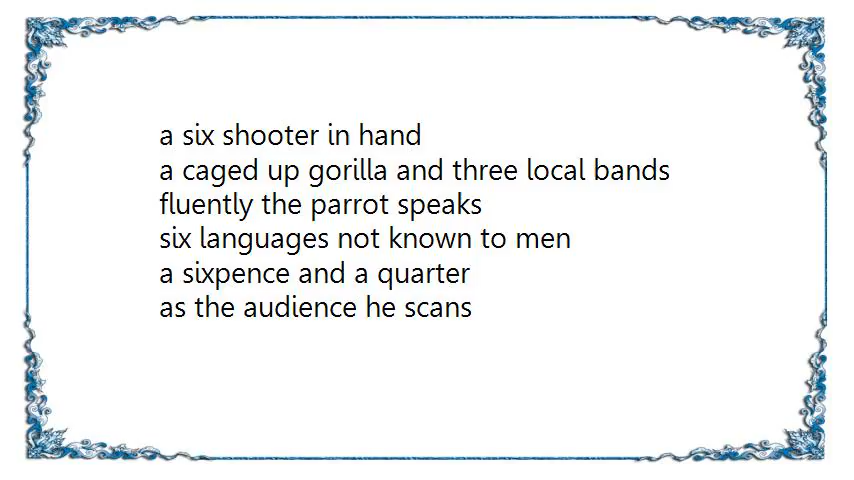 a six shooter in hand
a caged up gorilla and three local bands
fluently the parrot speaks
six languages not known to men
a sixpence and a quarter
as the audience he scans